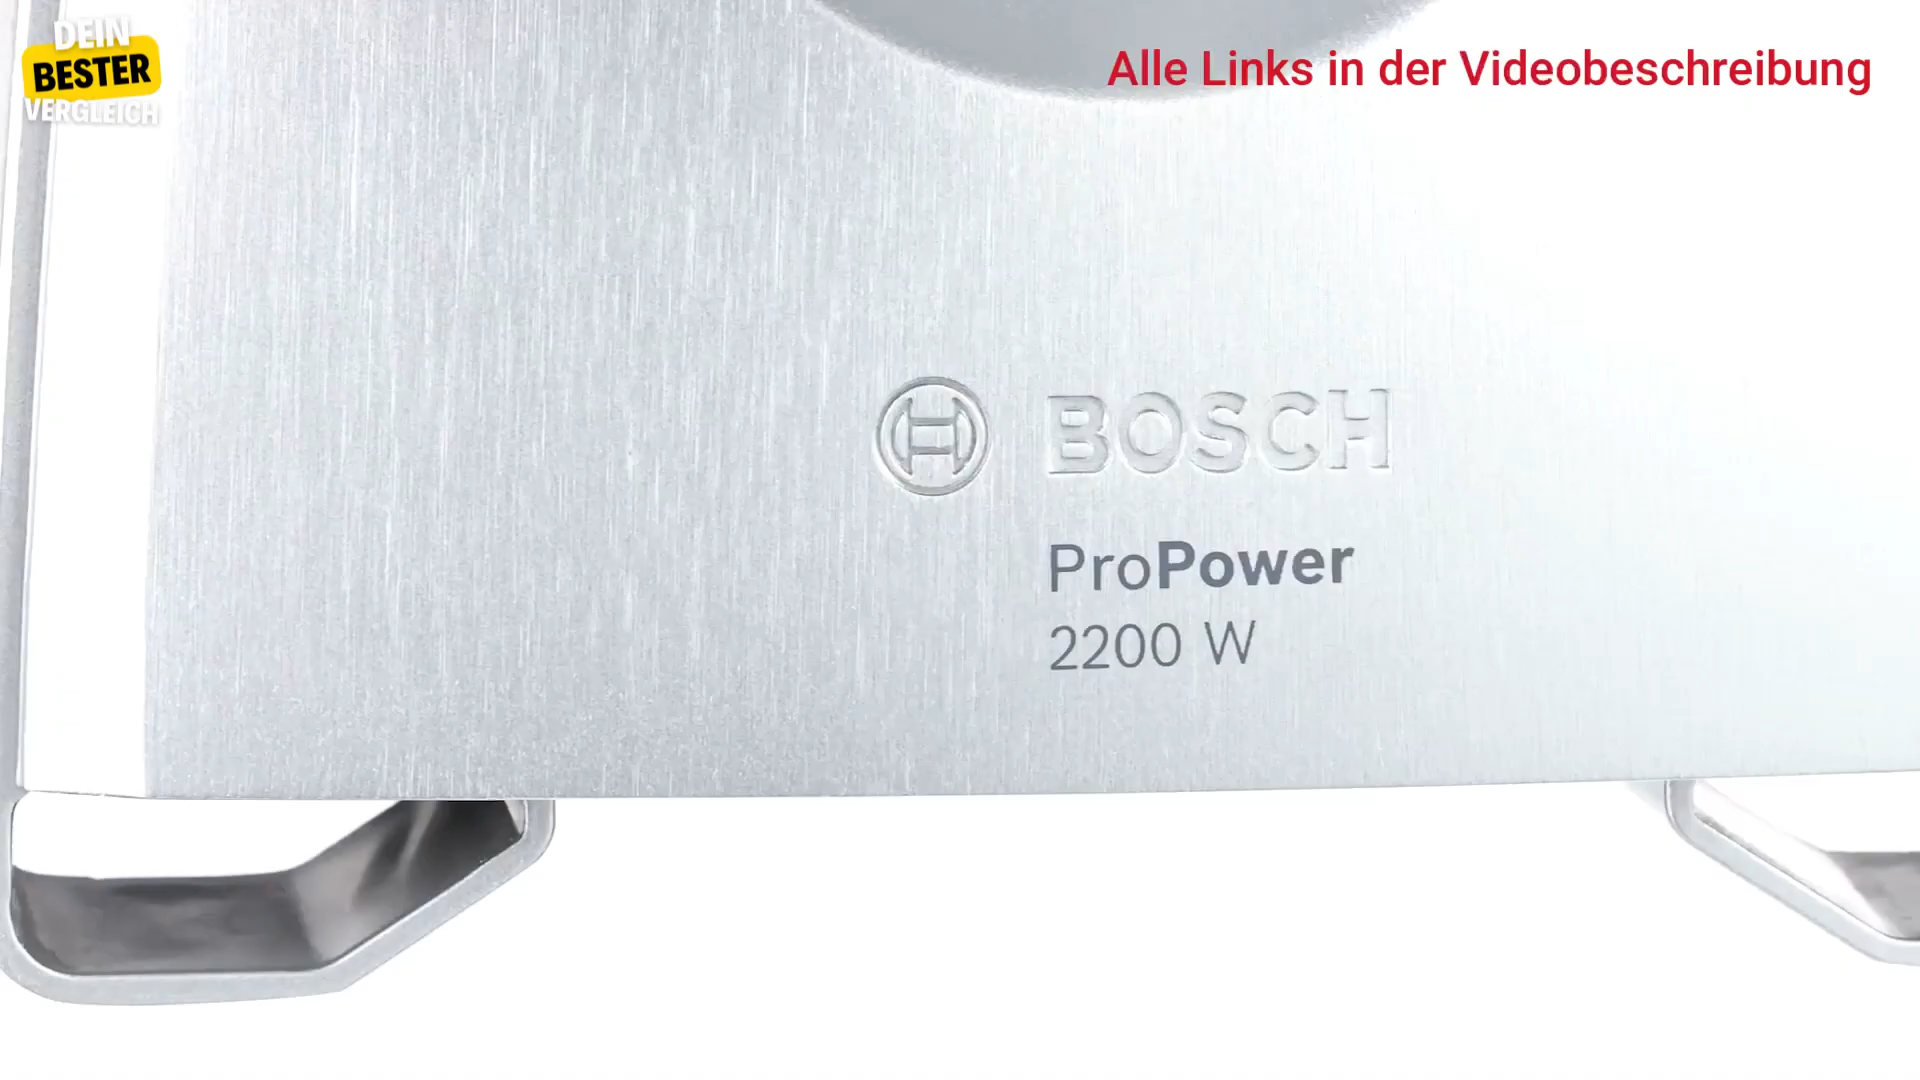 DEIN
BESTER
VERGLEICH
Alle Links in der Videobeschreibung
BOSCH
ProPower
2200 W